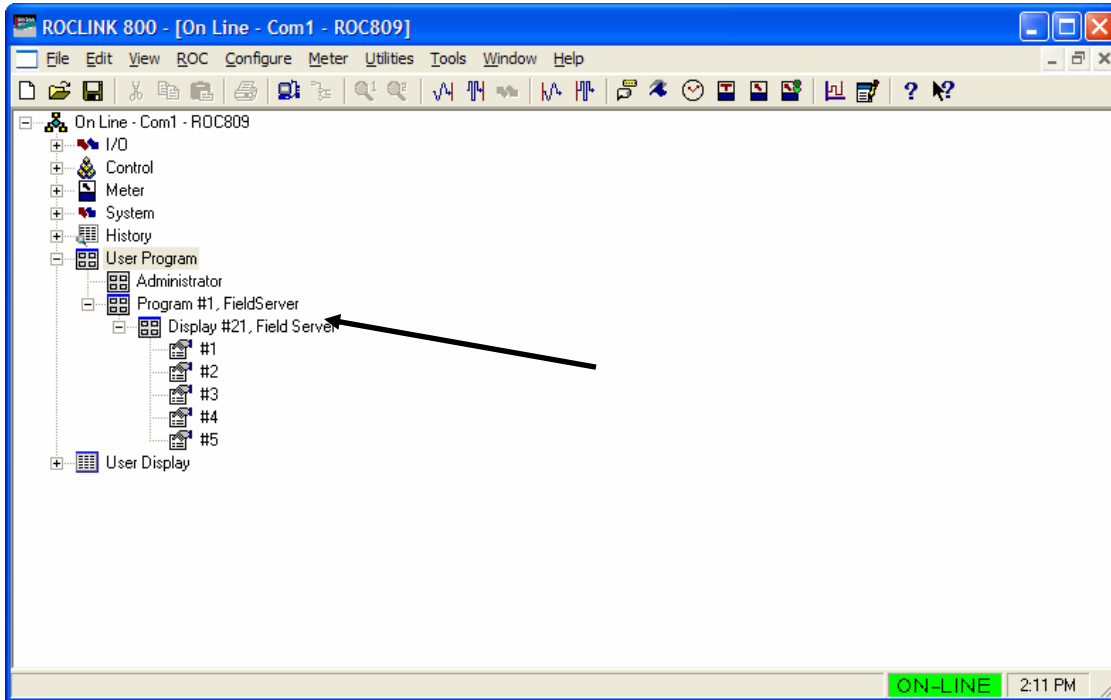 ROCLINK 800 - [On Line - Com1 - ROC809]
File Edit View ROC Configure Meter Utilities Tools Window Help
On Line - Com1 - ROC809
I/O
Control
Meter
System
History
User Program
Administrator
Program #1, FieldServer
Display #21, Field Server
#1
#2
#3
#4
#5
User Display
ON-LINE 2:11 PM